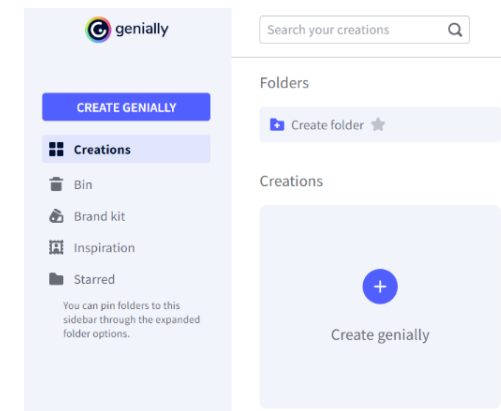 genially
CREATE GENIALLY
Creations
Bin
Brand kit
Inspiration
Starred
You can pin folders to this
sidebar through the expanded
folder options.
Search your creations
Folders
Create folder
Creations
Create genially